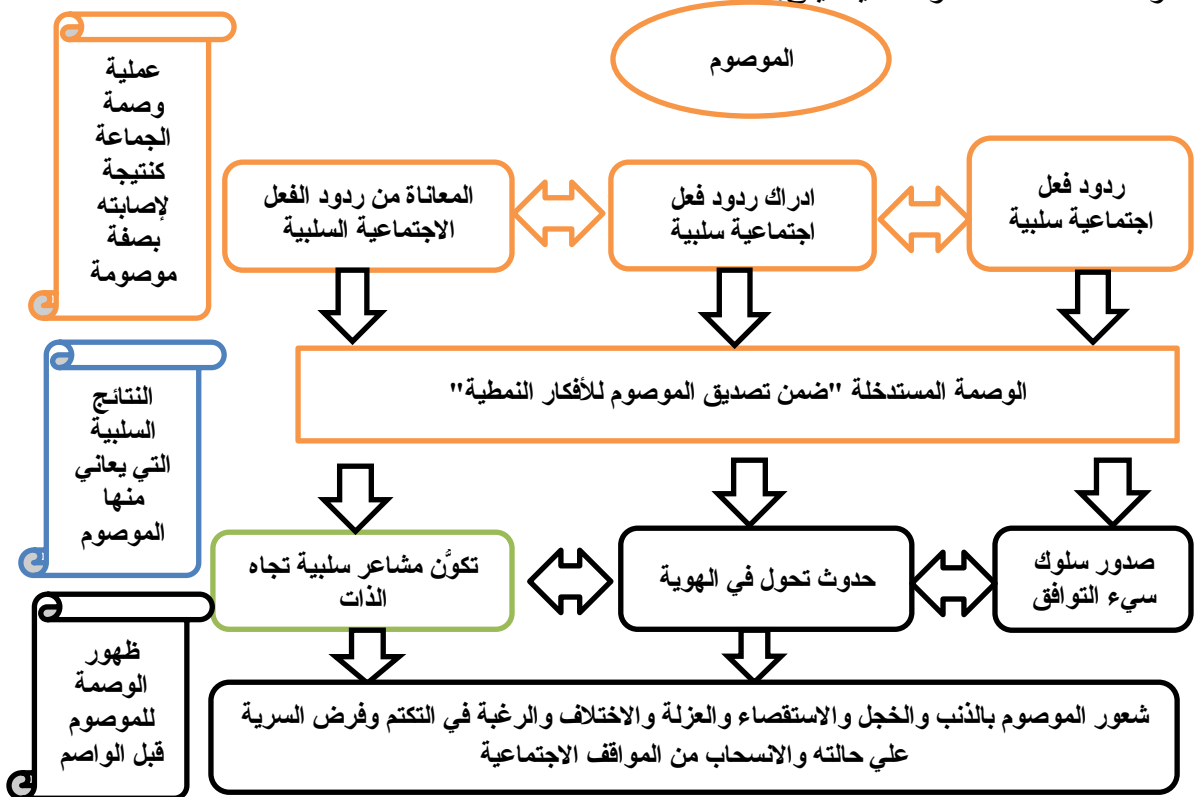 الموصوم
عملية
وصمة
الجماعة
كنتيجة
لإصابته
بصفة
موصومة
ردود فعل
اجتماعية سلبية
ادراك ردود فعل
اجتماعية سلبية
المعاناة من ردود الفعل
الاجتماعية السلبية
الوصمة المستدخلة "ضمن تصديق الموصوم للأفكار النمطية"
النتائج
السلبية
التي يعاني
منها
الموصوم
صدور سلوك
سيء التوافق
حدوث تحول في الهوية
تكوَّن مشاعر سلبية تجاه
الذات
ظهور
الوصمة
للموصوم
قبل الواصم
شعور الموصوم بالذنب والخجل والاستقصاء والعزلة والاختلاف والرغبة في التكتم وفرض السرية
علي حالته والانسحاب من المواقف الاجتماعية